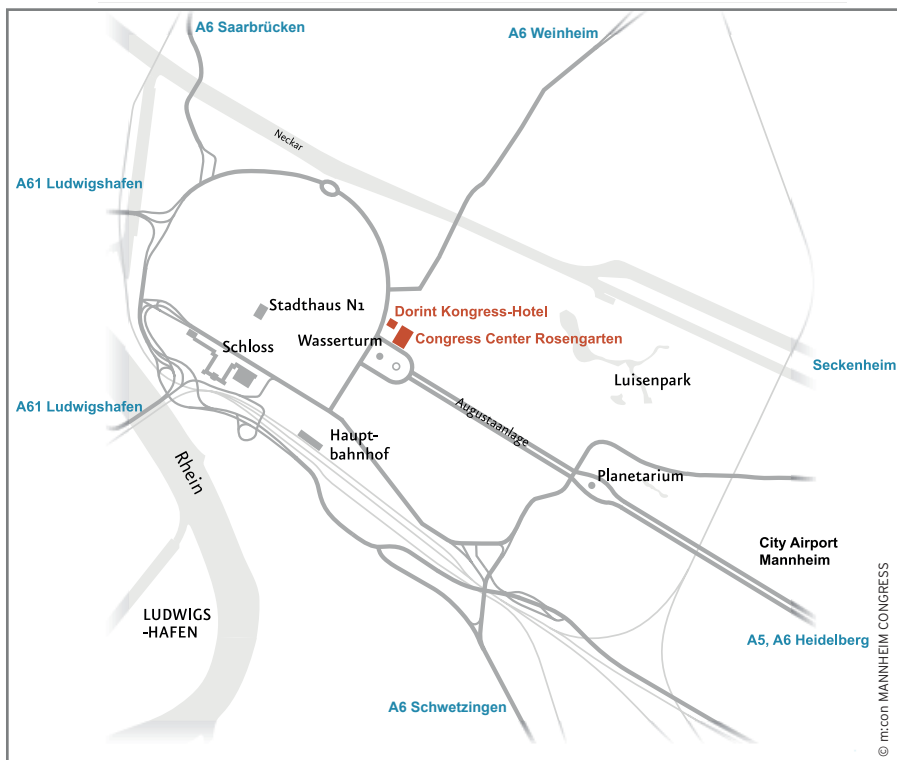 A6 Saarbrücken
A6 Weinheim
Neckar
A61 Ludwigshafen
Stadthaus N1
Dorint Kongress-Hotel
Wasserturm
Congress Center Rosengarten
Schloss
Seckenheim
Luisenpark
A61 Ludwigshafen
Augustaanlage
Haupt-
bahnhof
Rhein
Planetarium
City Airport
Mannheim
LUDWIGS
-HAFEN
A5, A6 Heidelberg
A6 Schwetzingen
© m:con MANNHEIM CONGRESS